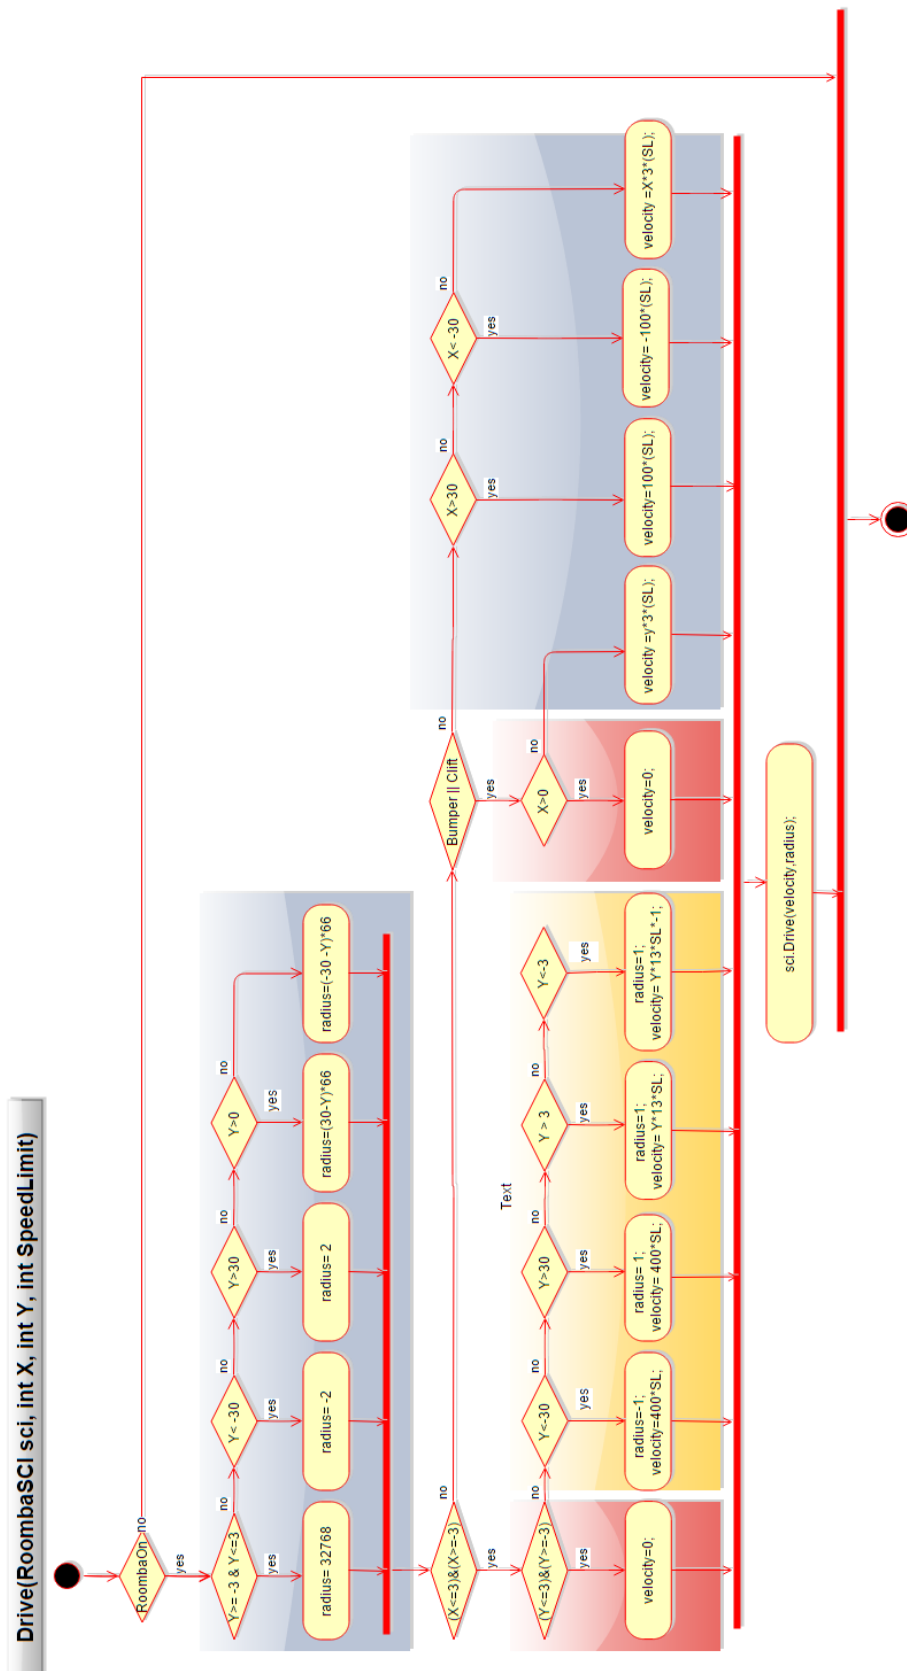 Drive(RoombaSCI sci, int X, int Y, int SpeedLimit)
RoombaOn
no
yes
Y>= -3 & Y<=3
no
yes
Y< -30
no
yes
Y>30
no
yes
Y>0
no
yes
radius= 32768
radius= -2
radius= 2
radius=(30-Y)*66
radius=(-30 -Y)*66
(X<=3)&(X>=-3)
no
yes
Bumper || Clift
no
yes
X>30
no
yes
X< -30
no
yes
X>0
no
yes
velocity=0;
velocity =y*3*(SL);
velocity=100*(SL);
velocity= -100*(SL);
velocity =X*3*(SL);
Text
(Y<=3)&(Y>=-3)
no
yes
Y<-30
no
yes
Y>30
no
yes
Y > 3
no
yes
Y<-3
yes
velocity=0;
radius=-1;
velocity=400*SL;
radius= 1;
velocity= 400*SL;
radius=1;
velocity= Y*13*SL;
radius=1;
velocity= Y*13*SL*-1;
sci.Drive(velocity,radius);